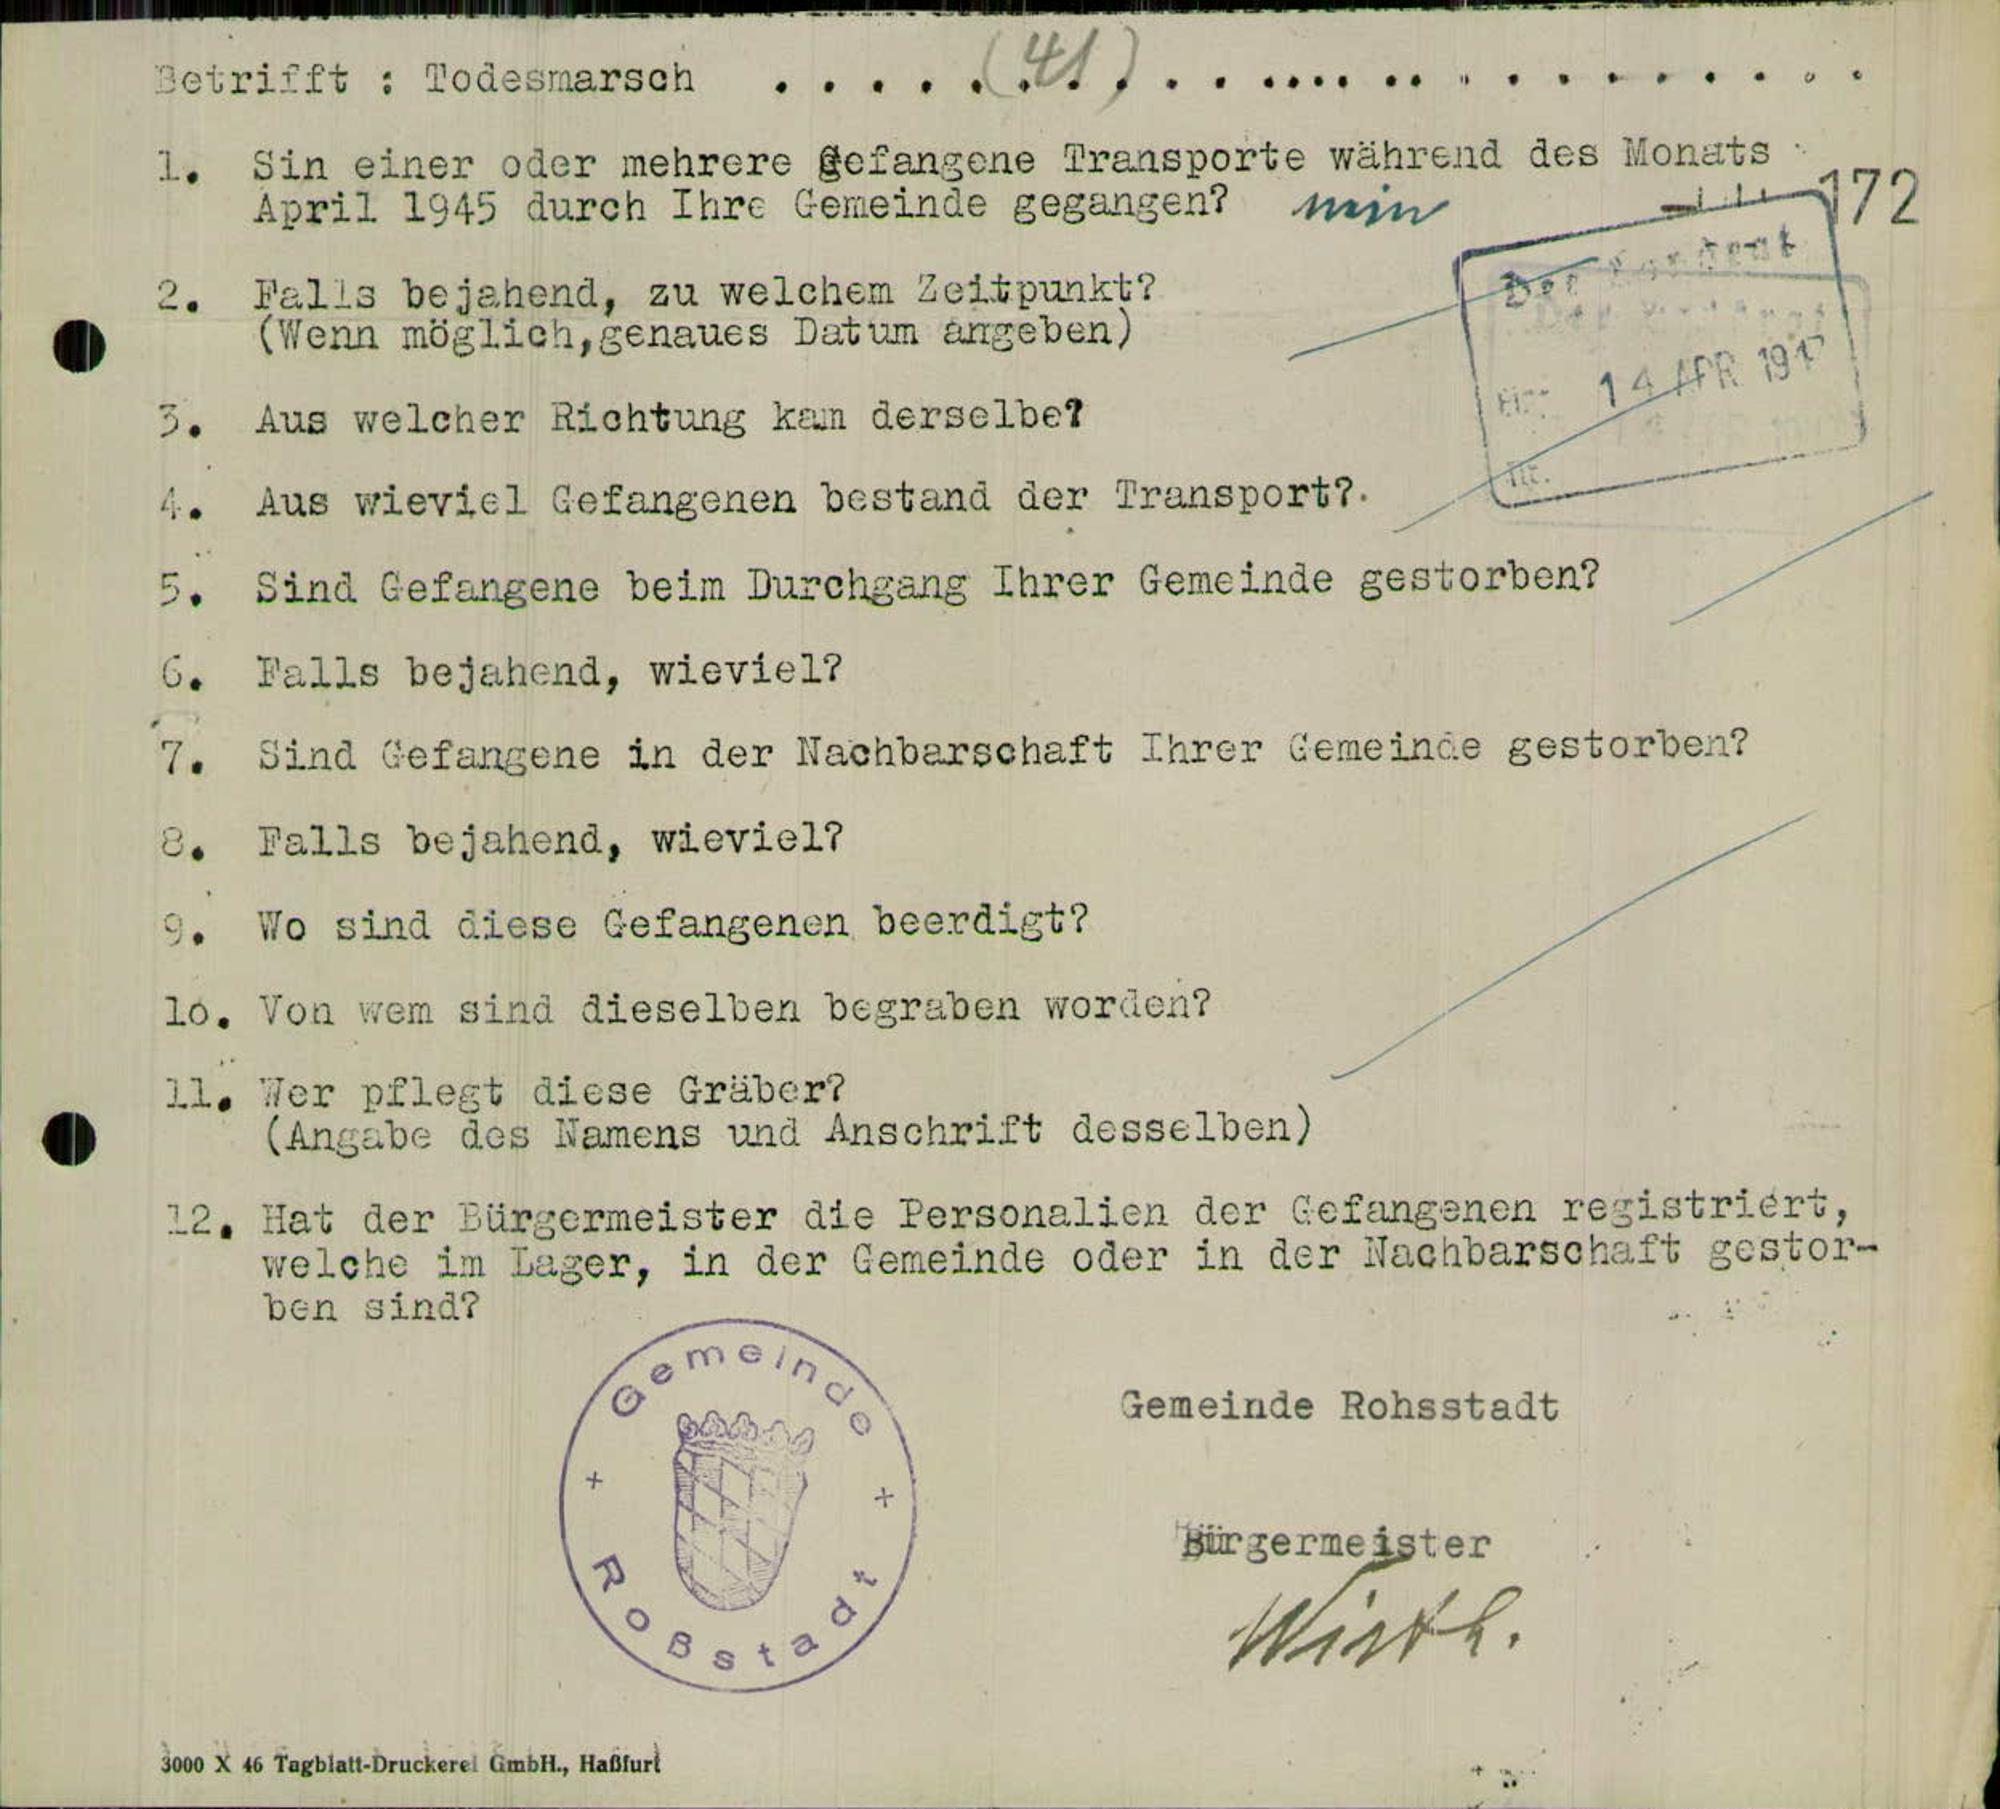 Betrifft : Todesmarsch ..............................
(41)
1. Sin einer oder mehrere Gefangene Transporte während des Monats
April 1945 durch Ihre Gemeinde gegangen? nein
172
Der Landrat
14 APR 194
Nr.
2. Falls bejahend, zu welchem Zeitpunkt?
(Wenn möglich,genaues Datum angeben)
3. Aus welcher Richtung kam derselbe?
4. Aus wieviel Gefangenen bestand der Transport?.
5. Sind Gefangene beim Durchgang Ihrer Gemeinde gestorben?
6. Falls bejahend, wieviel?
7. Sind Gefangene in der Nachbarschaft Ihrer Gemeinde gestorben?
8. Falls bejahend, wieviel?
9. Wo sind diese Gefangenen beerdigt?
1o. Von wem sind dieselben begraben worden?
11. Wer pflegt diese Gräber?
(Angabe des Namens und Anschrift desselben)
12. Hat der Bürgermeister die Personalien der Gefangenen registriert,
welche im Lager, in der Gemeinde oder in der Nachbarschaft gestor-
ben sind?
Gemeinde
+ +
Roßstadt
Gemeinde Rohsstadt
Bürgermeister
Wirth.
3000 X 46 Tagblatt-Druckerei GmbH., Haßfurt